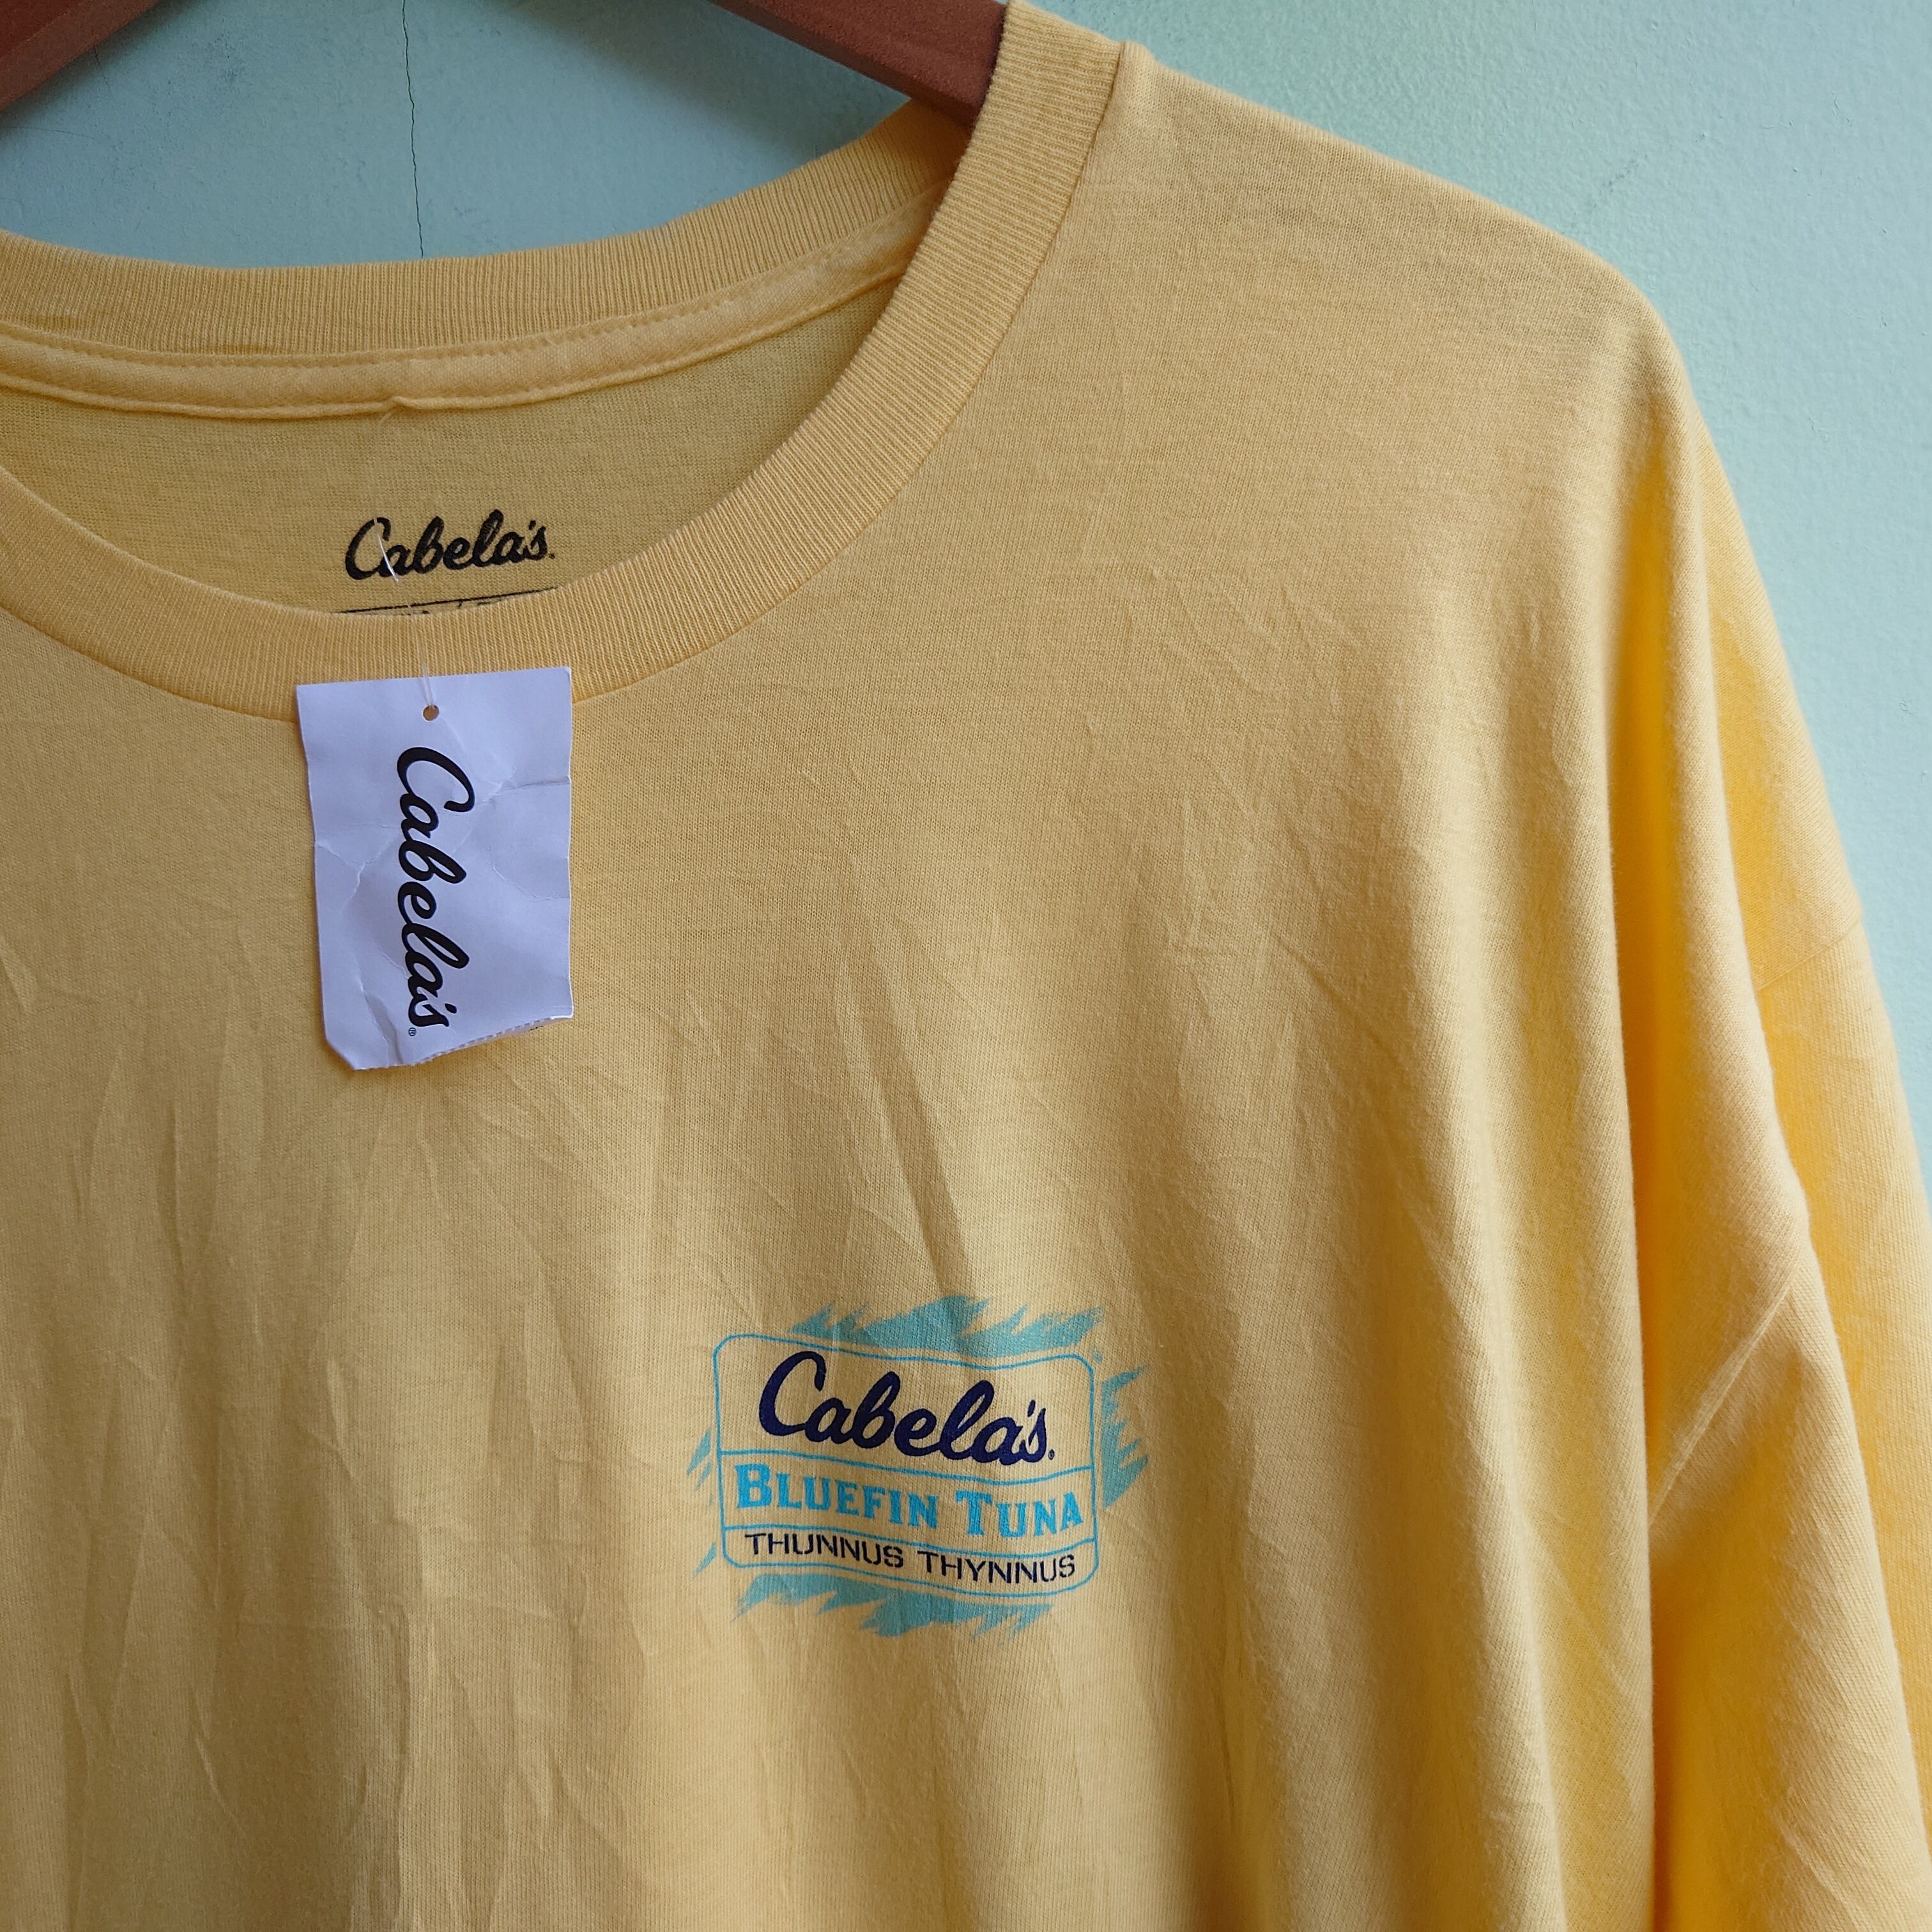 Cabela's.
Cabela's®
Cabela's.
BLUEFIN TUNA
THUNNUS THYNNUS